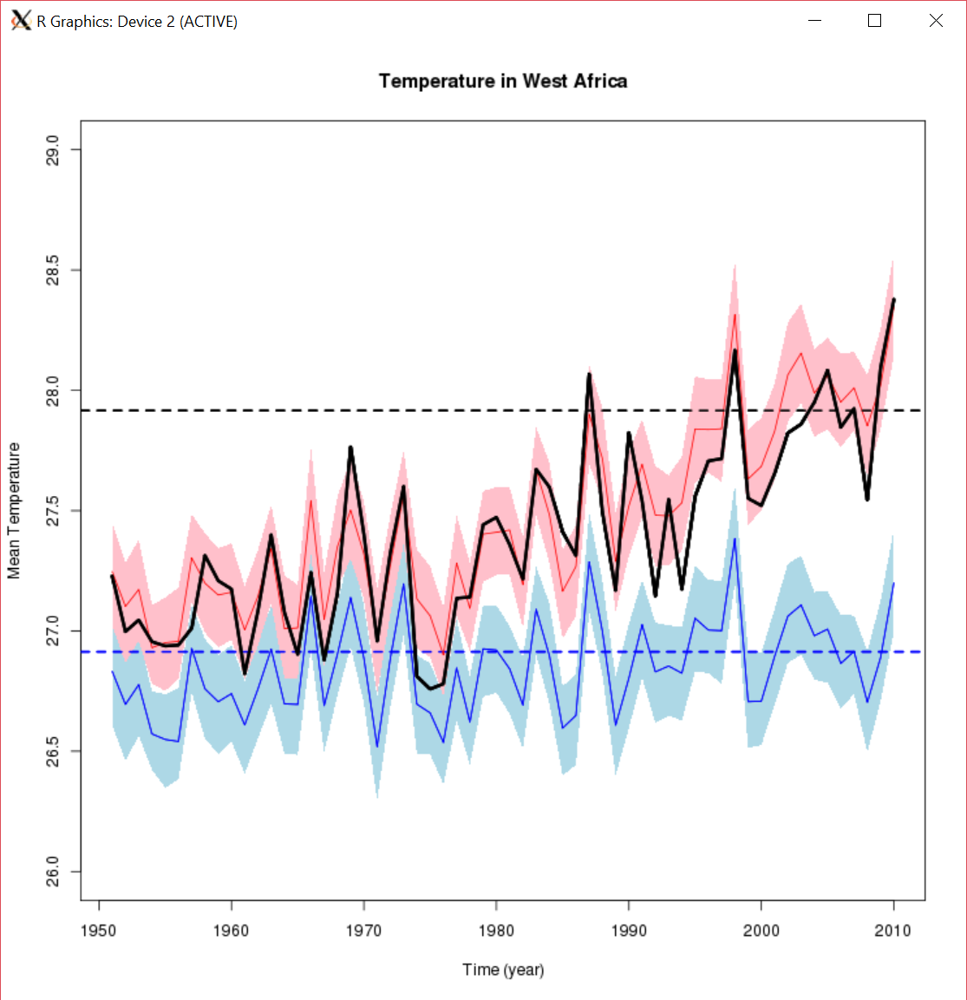 R Graphics: Device 2 (ACTIVE)
Temperature in West Africa
29.0
28.5
28.0
27.5
27.0
26.5
26.0
Mean Temperature
1950 1960 1970 1980 1990 2000 2010
Time (year)